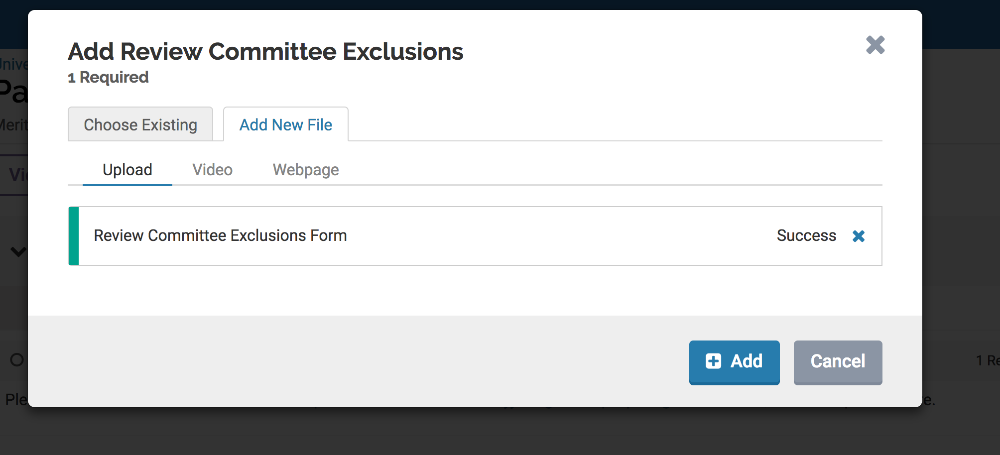 Add Review Committee Exclusions
1 Required
Choose Existing
Add New File
Upload
Video
Webpage
Review Committee Exclusions Form
Success
Add
Cancel